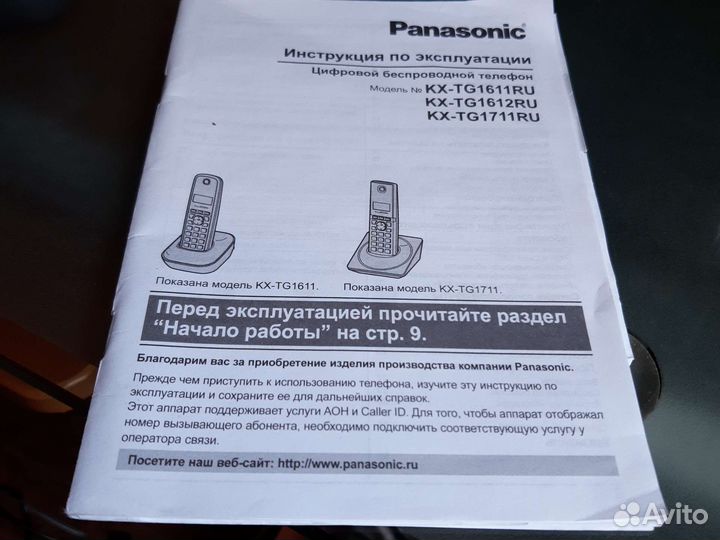 Panasonic
Инструкция по эксплуатации
Цифровой беспроводной телефон
Модель № KX-TG1611RU
KX-TG1612RU
KX-TG1711RU
Показана модель KX-TG1611.
Показана модель KX-TG1711.
Перед эксплуатацией прочитайте раздел
“Начало работы” на стр. 9.
Благодарим вас за приобретение изделия производства компании Panasonic.
Прежде чем приступить к использованию телефона, изучите эту инструкцию по
эксплуатации и сохраните ее для дальнейших справок.
Этот аппарат поддерживает услуги АОН и Caller ID. Для того, чтобы аппарат отображал
номер вызывающего абонента, необходимо подключить соответствующую услугу у
оператора связи.
Посетите наш веб-сайт: http://www.panasonic.ru
Avito